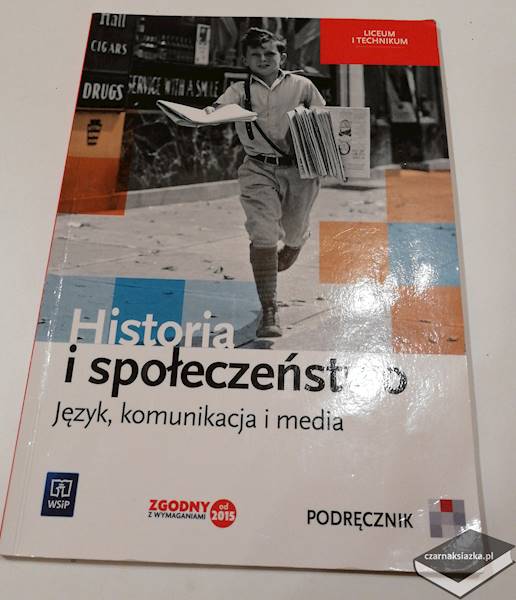 Hall
CIGARS
DRUGS
SERVICE WITH A SMILE
LICEUM
I TECHNIKUM
Historia
i społeczeństwo
Język, komunikacja i media
WSiP
ZGODNY
Z WYMAGANIAMI
od
2015
PODRĘCZNIK
czarnaksiazka.pl